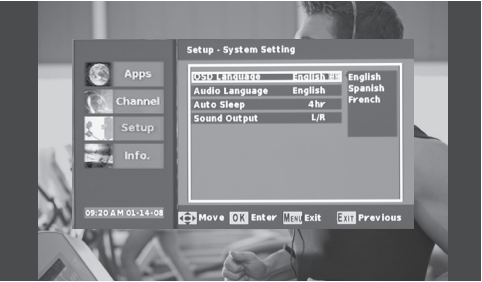 Setup - System Setting
Apps
Channel
Setup
Info.
OSD Language English
Audio Language English
Auto Sleep 4hr
Sound Output L/R
English
Spanish
French
09:20 AM 01-14-08
Move OK Enter MENU Exit EXIT Previous